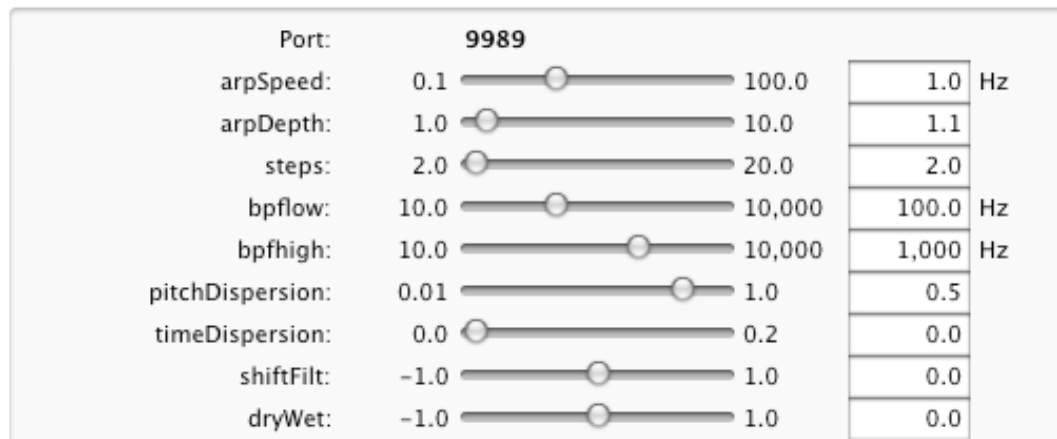 Port: 9989
arpSpeed: 0.1 100.0 1.0 Hz
arpDepth: 1.0 10.0 1.1
steps: 2.0 20.0 2.0
bpflow: 10.0 10,000 100.0 Hz
bpfhigh: 10.0 10,000 1,000 Hz
pitchDispersion: 0.01 1.0 0.5
timeDispersion: 0.0 0.2 0.0
shiftFilt: -1.0 1.0 0.0
dryWet: -1.0 1.0 0.0